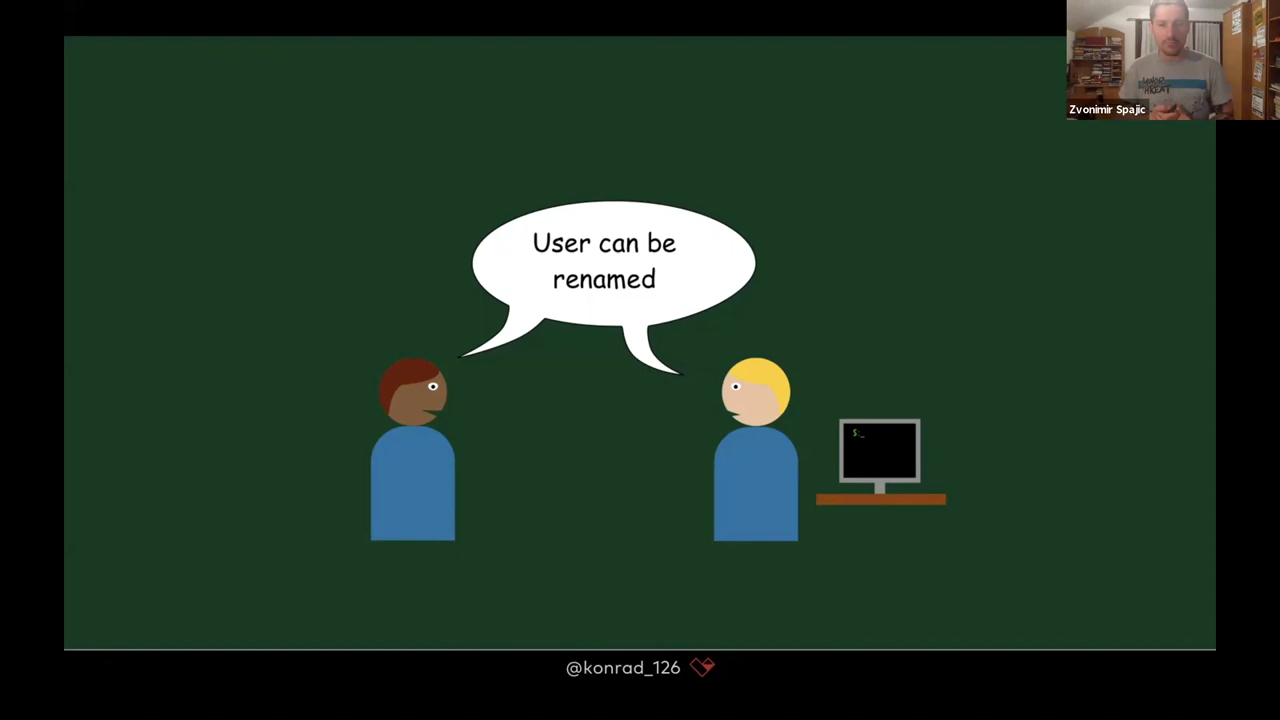 Zvonimir Spajic
User can be
renamed
$:_
@konrad_126